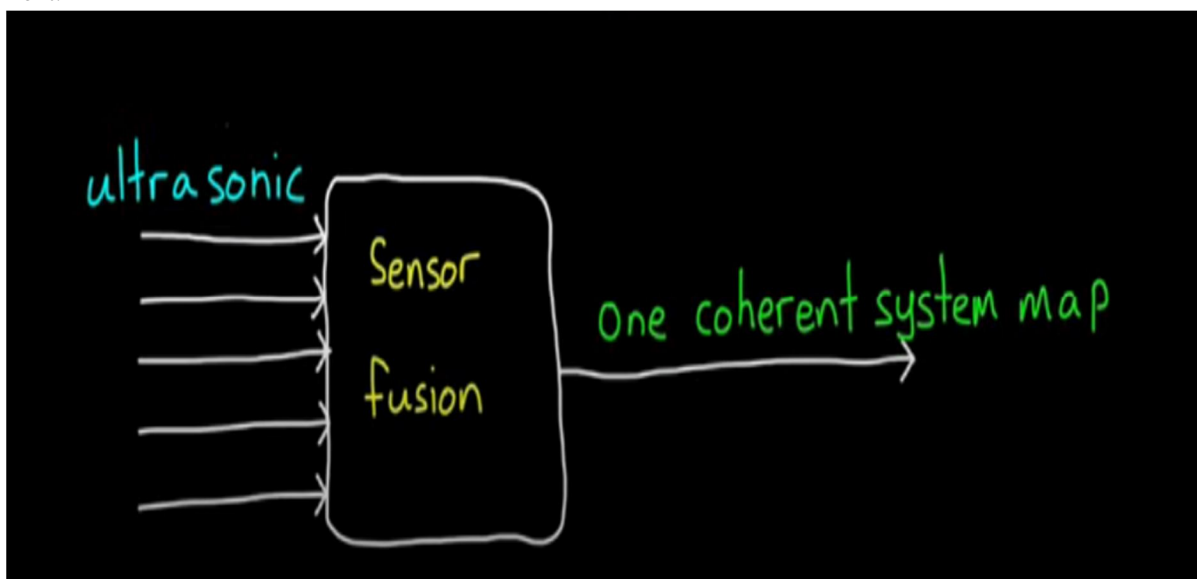 ultrasonic
Sensor
fusion
one coherent system map